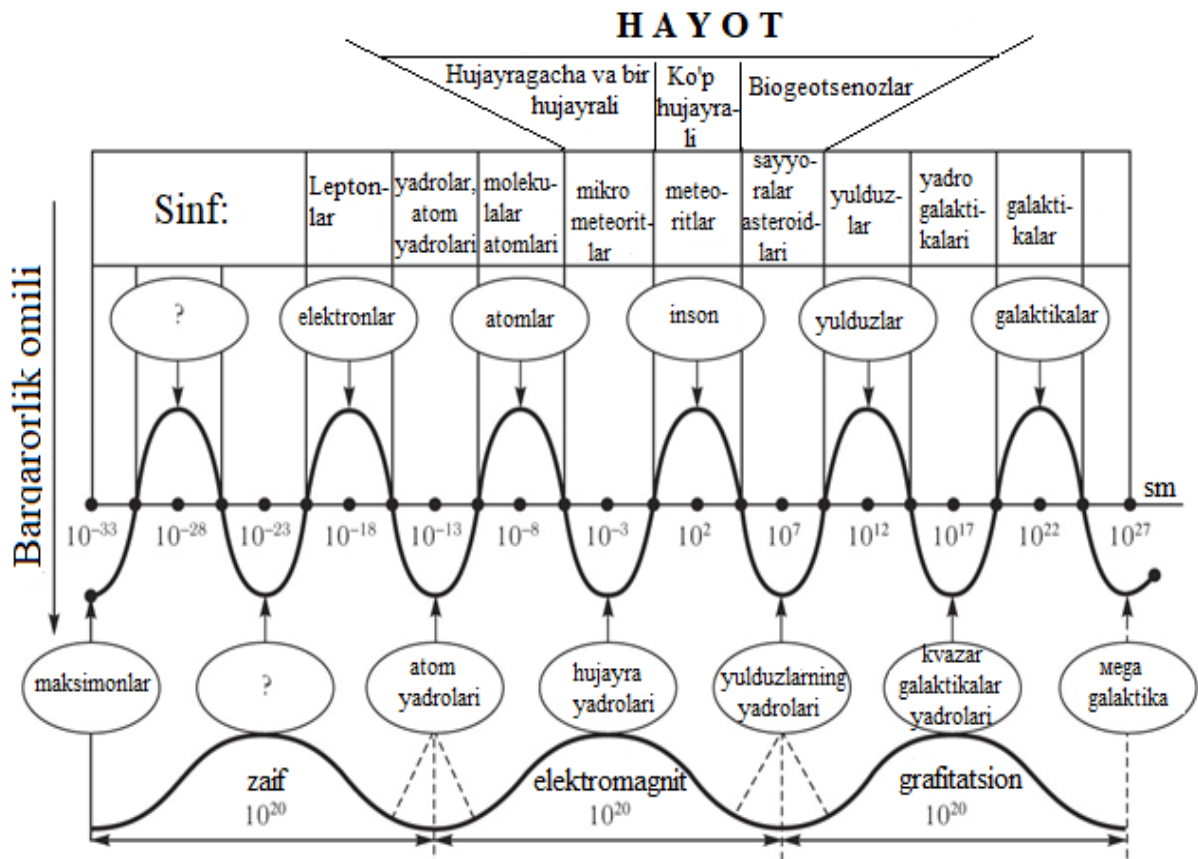 H A Y O T
Hujayragacha va bir
hujayrali
Ko'p
hujayra-
li
Biogeotsenozlar
Sinf:
Lepton-
lar
yadrolar,
atom
yadrolari
moleku-
lalar
atomlari
mikro
meteorit-
lar
meteo-
ritlar
sayyo-
ralar
asteroid-
lari
yulduz-
lar
yadro
galakti-
kalari
galakti-
kalar
Barqarorlik omili
?
elektronlar
atomlar
inson
yulduzlar
galaktikalar
sm
10⁻³³
10⁻²⁸
10⁻²³
10⁻¹⁸
10⁻¹³
10⁻⁸
10⁻³
10²
10⁷
10¹²
10¹⁷
10²²
10²⁷
maksimonlar
?
atom
yadrolari
hujayra
yadrolari
yulduzlarning
yadrolari
kvazar
galaktikalar
yadrolari
мega
galaktika
zaif
10²⁰
elektromagnit
10²⁰
grafitatsion
10²⁰